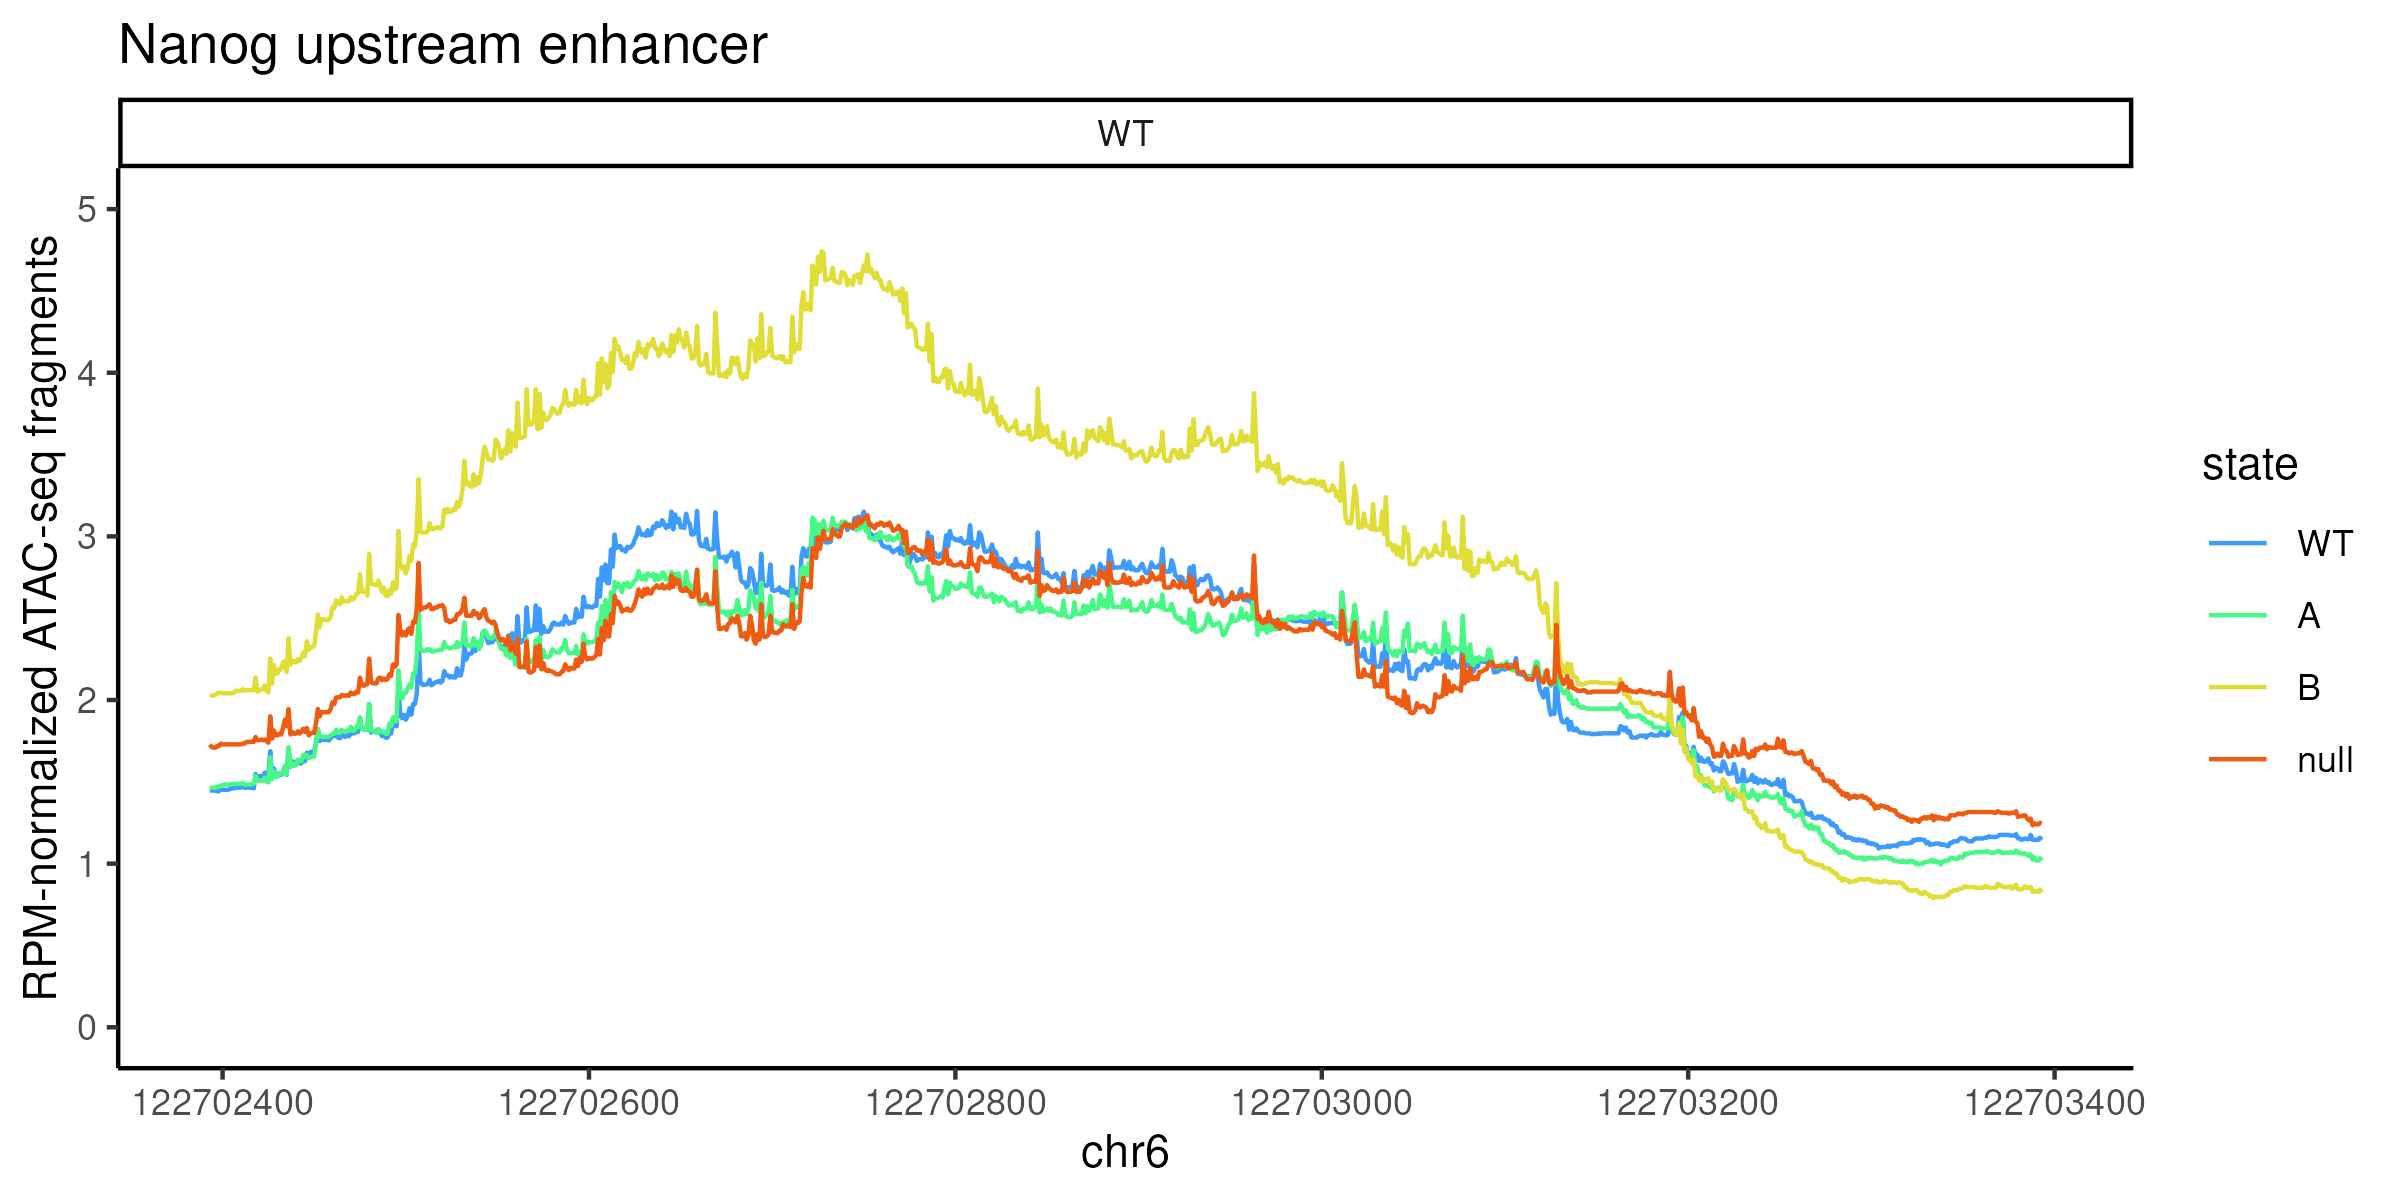 Nanog upstream enhancer
WT
RPM-normalized ATAC-seq fragments
5
4
3
2
1
0
122702400 122702600 122702800 122703000 122703200 122703400
chr6
state
WT
A
B
null